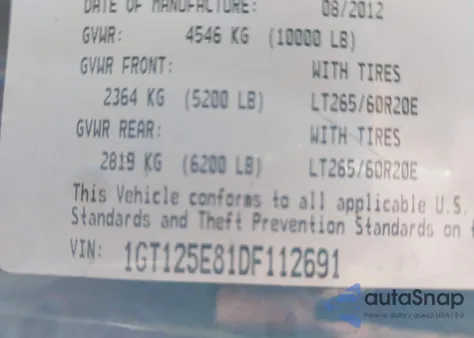 DATE OF MANUFACTURE: 08/2012
GVWR: 4546 KG (10000 LB)
GVWR FRONT: WITH TIRES
2364 KG (5200 LB) LT265/60R20E
GVWR REAR: WITH TIRES
2819 KG (6200 LB) LT265/60R20E
This Vehicle conforms to all applicable U.S.
Standards and Theft Prevention Standards on
VIN: 1GT125E81DF112691
autaSnap